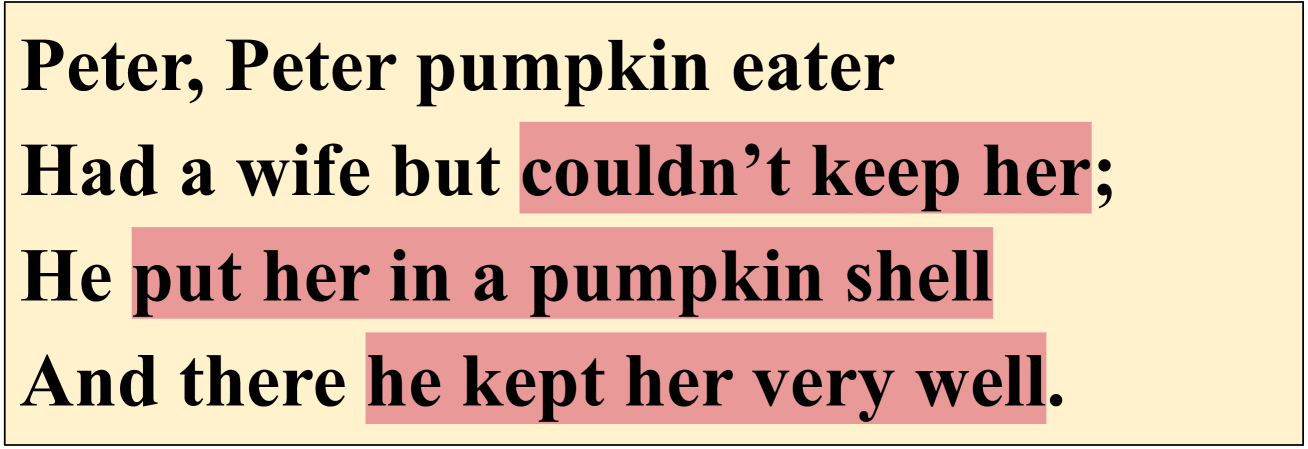 Peter, Peter pumpkin eater
Had a wife but couldn’t keep her;
He put her in a pumpkin shell
And there he kept her very well.